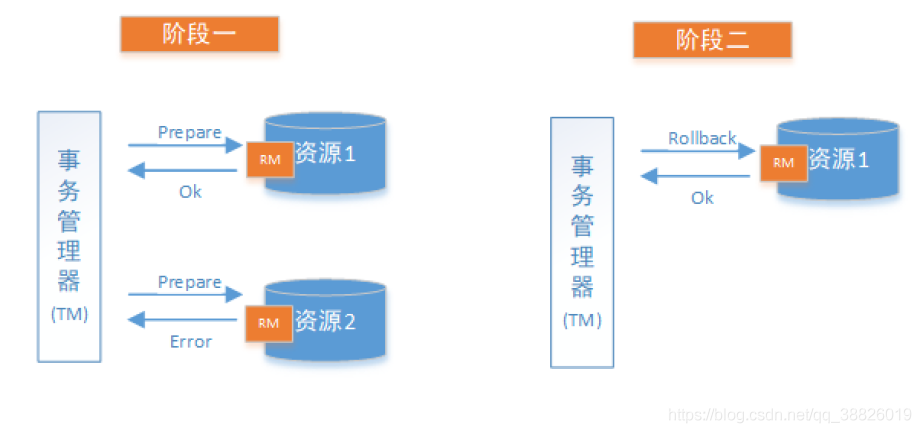 阶段一
阶段二
事务管理器
(TM)
Prepare
RM
资源1
Ok
Prepare
RM
资源2
Error
事务管理器
(TM)
Rollback
RM
资源1
Ok
https://blog.csdn.net/qq_38826019